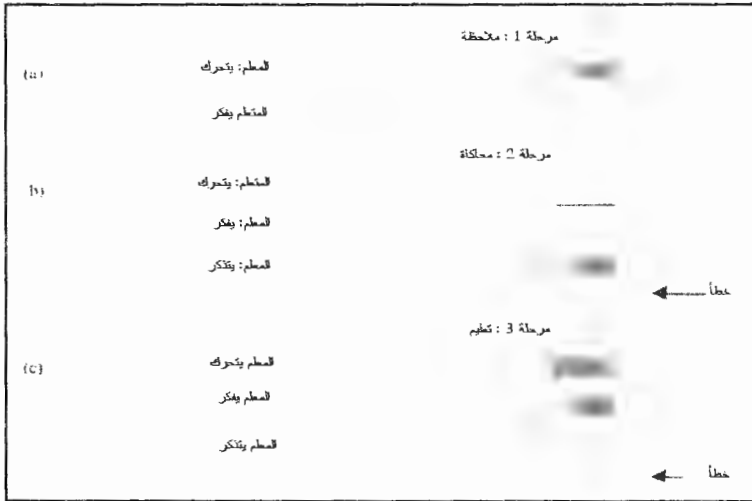 مرحلة 1 : ملاحظة
(a) المعلم: يتحرك
المتعلم يفكر
مرحلة 2 : محاكاة
(b) المتعلم: يتحرك
المعلم: يفكر
المعلم: يتذكر
خطأ
مرحلة 3 : تعليم
(c) المعلم يتحرك
المعلم يفكر
المعلم يتذكر
خطأ